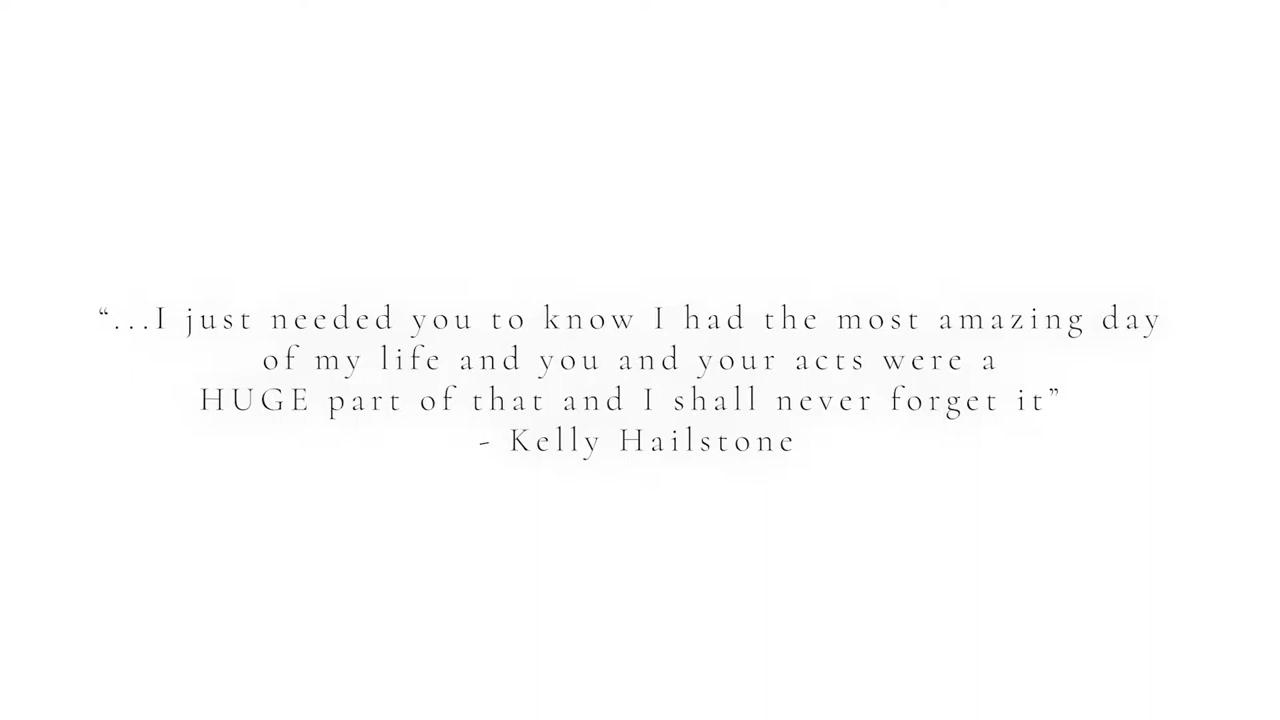 “...I just needed you to know I had the most amazing day
of my life and you and your acts were a
HUGE part of that and I shall never forget it”
- Kelly Hailstone